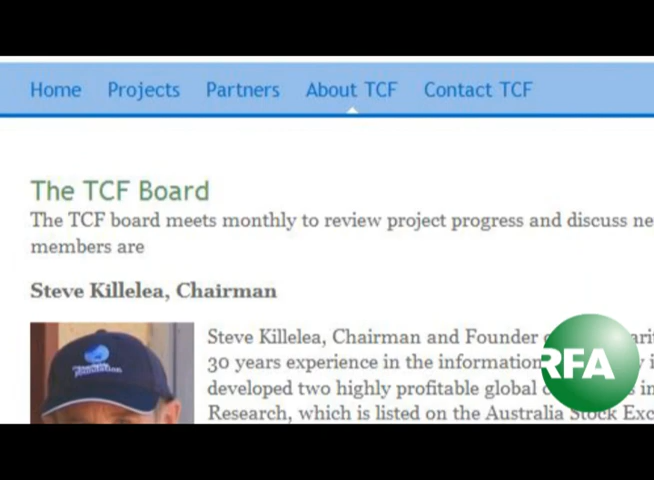 Home Projects Partners About TCF Contact TCF
The TCF Board
The TCF board meets monthly to review project progress and discuss ne
members are
Steve Killelea, Chairman
Steve Killelea, Chairman and Founder
30 years experience in the information
developed two highly profitable global
Research, which is listed on the Australia Stock Exc
RFA